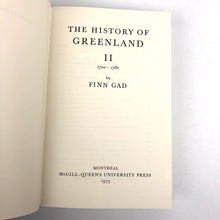 THE HISTORY OF
GREENLAND
II
1700–1782
by
FINN GAD
MONTREAL
McGILL-QUEEN'S UNIVERSITY PRESS
1973